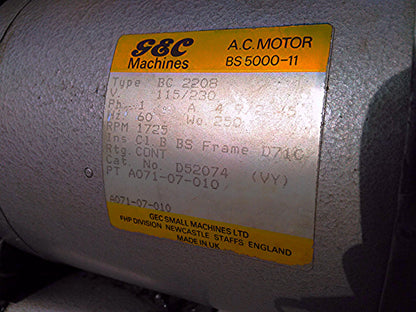 GEC
Machines
A.C. MOTOR
BS 5000-11
Type BG 2208
V. 115/230
Ph 1 A
Hz 60 Wo 250
RPM 1725
Ins Cl B BS Frame D71C
Rtg CONT
Cat. No D52074 (VY)
PT A071-07-010
A071-07-010
GEC SMALL MACHINES LTD
FHP DIVISION NEWCASTLE STAFFS ENGLAND
MADE IN UK